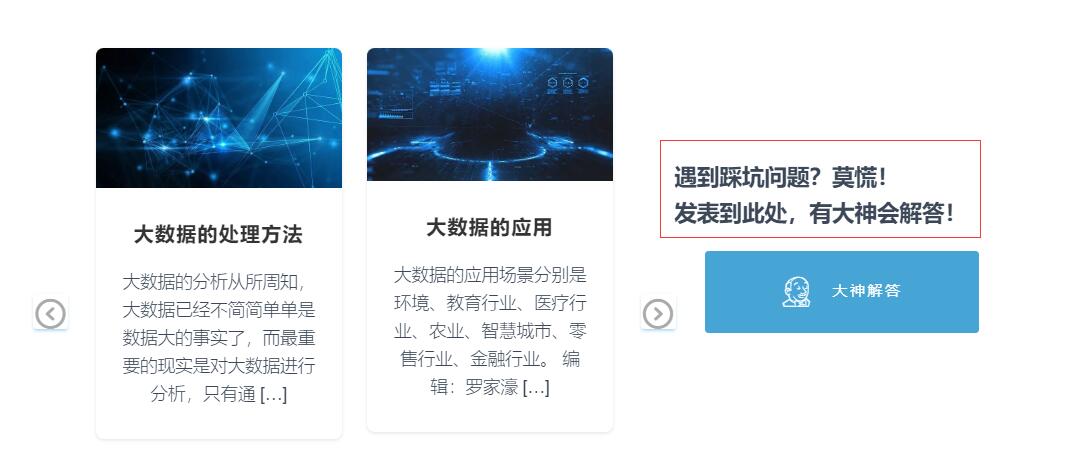 大数据的处理方法
大数据的分析从所周知，
大数据已经不简简单单是
数据大的事实了，而最重
要的现实是对大数据进行
分析，只有通 […]
大数据的应用
大数据的应用场景分别是
环境、教育行业、医疗行
业、农业、智慧城市、零
售行业、金融行业。 编
辑：罗家濠 […]
遇到踩坑问题？莫慌！
发表到此处，有大神会解答！
大神解答